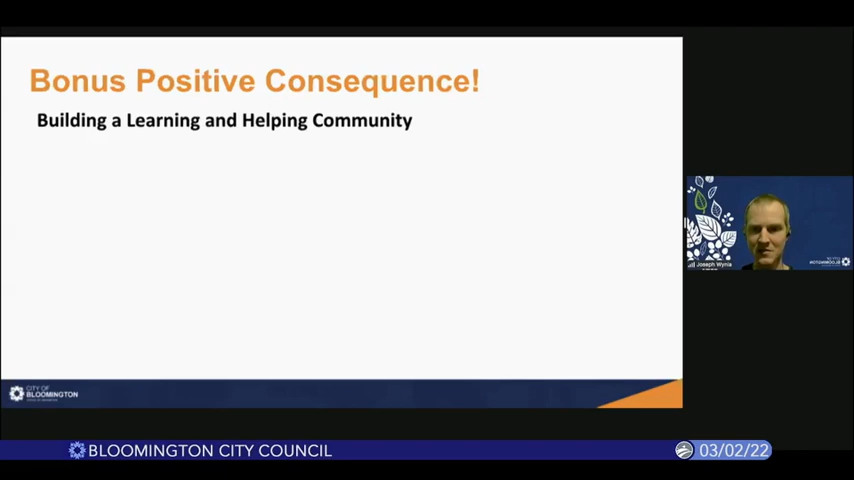 Bonus Positive Consequence!
Building a Learning and Helping Community
Joseph Wynia
CITY OF
BLOOMINGTON
BLOOMINGTON CITY COUNCIL
03/02/22